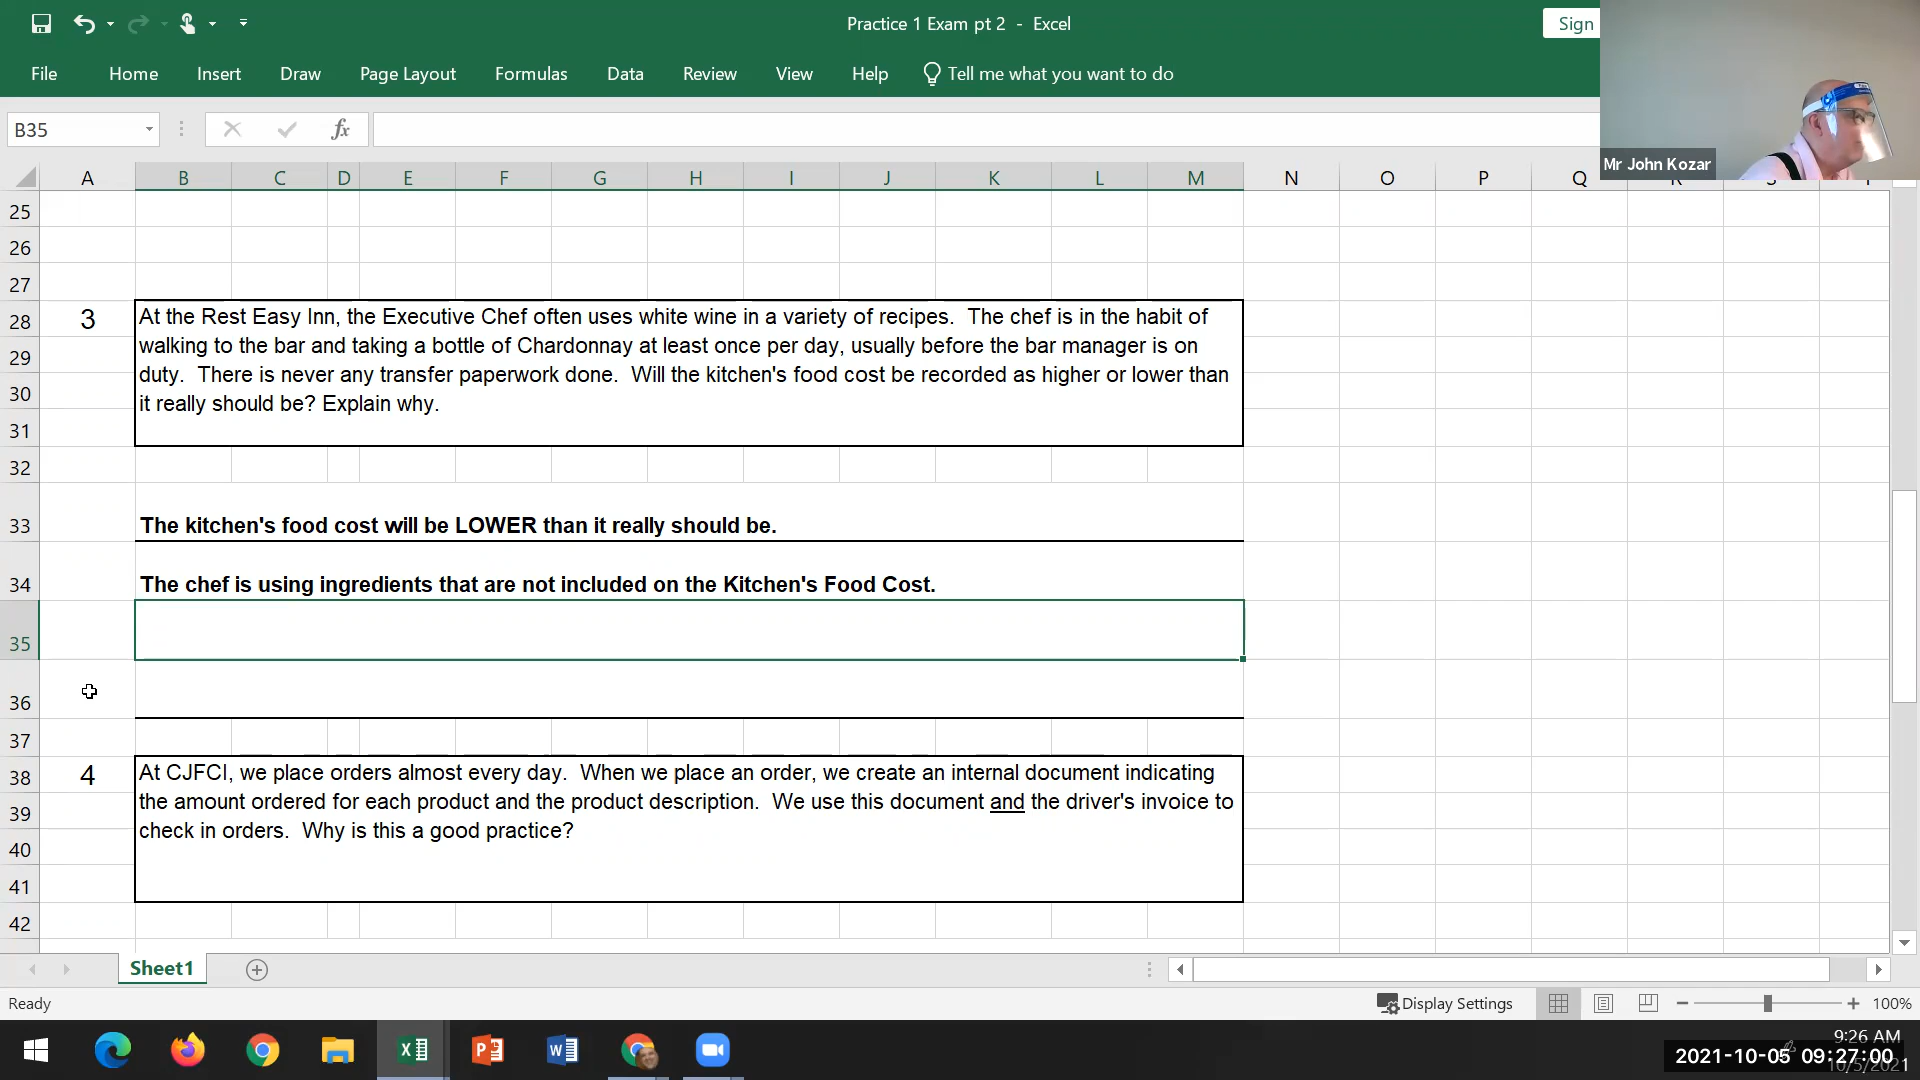 Practice 1 Exam pt 2 - Excel
Sign
File Home Insert Draw Page Layout Formulas Data Review View Help Tell me what you want to do
Mr John Kozar
B35 fx
A B C D E F G H I J K L M N O P Q
25
26
27
28 3 At the Rest Easy Inn, the Executive Chef often uses white wine in a variety of recipes. The chef is in the habit of
29 walking to the bar and taking a bottle of Chardonnay at least once per day, usually before the bar manager is on
30 duty. There is never any transfer paperwork done. Will the kitchen's food cost be recorded as higher or lower than
31 it really should be? Explain why.
32
33 The kitchen's food cost will be LOWER than it really should be.
34 The chef is using ingredients that are not included on the Kitchen's Food Cost.
35
36
37
38 4 At CJFCI, we place orders almost every day. When we place an order, we create an internal document indicating
39 the amount ordered for each product and the product description. We use this document and the driver's invoice to
40 check in orders. Why is this a good practice?
41
42
Sheet1
Ready Display Settings 100%
9:26 AM
2021-10-05 09:27:00